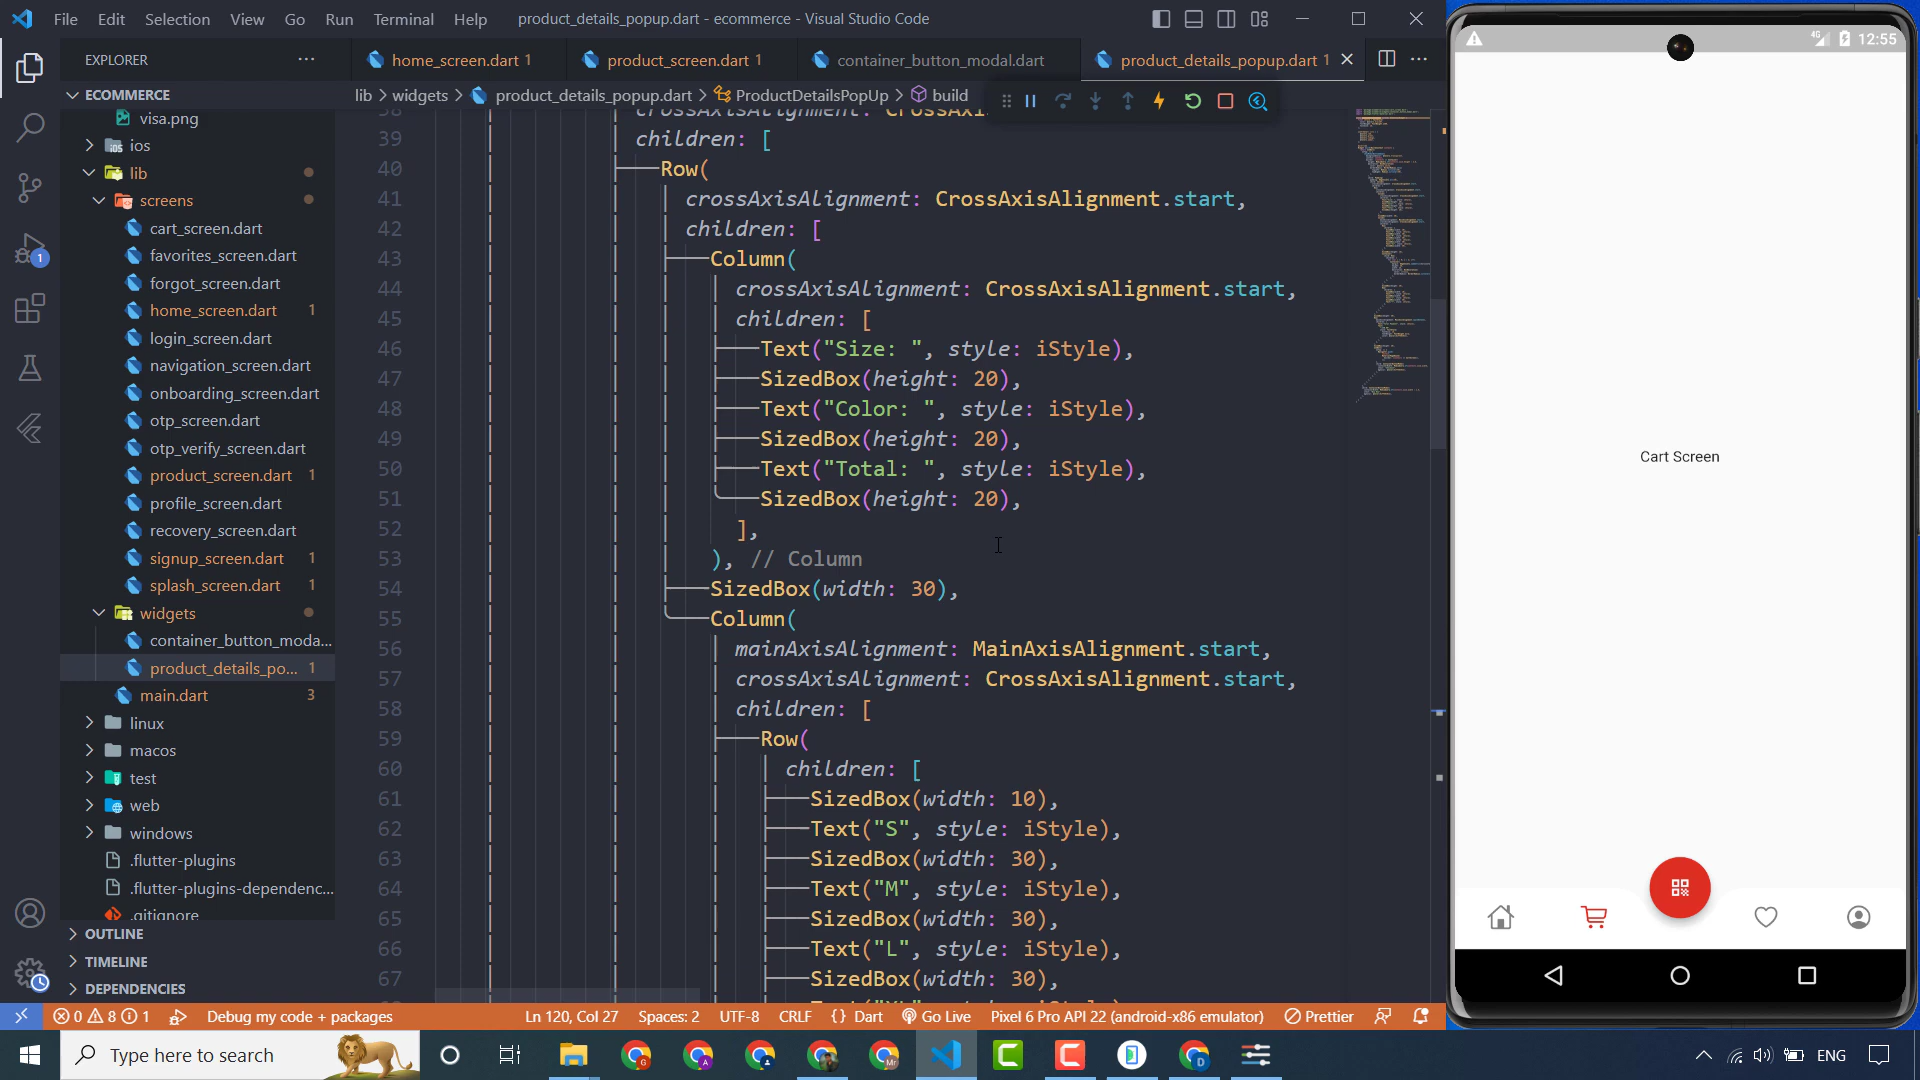 File Edit Selection View Go Run Terminal Help product_details_popup.dart - ecommerce - Visual Studio Code
EXPLORER
home_screen.dart 1
product_screen.dart 1
container_button_modal.dart
product_details_popup.dart 1
lib > widgets > product_details_popup.dart > ProductDetailsPopUp > build
ECOMMERCE
visa.png
ios
lib
screens
cart_screen.dart
favorites_screen.dart
forgot_screen.dart
home_screen.dart 1
login_screen.dart
navigation_screen.dart
onboarding_screen.dart
otp_screen.dart
otp_verify_screen.dart
product_screen.dart 1
profile_screen.dart
recovery_screen.dart
signup_screen.dart 1
splash_screen.dart 1
widgets
container_button_moda...
product_details_po... 1
main.dart 3
linux
macos
test
web
windows
.flutter-plugins
.flutter-plugins-dependenc...
.gitignore
OUTLINE
TIMELINE
DEPENDENCIES
1
39 children: [
40 Row(
41 crossAxisAlignment: CrossAxisAlignment.start,
42 children: [
43 Column(
44 crossAxisAlignment: CrossAxisAlignment.start,
45 children: [
46 Text("Size: ", style: iStyle),
47 SizedBox(height: 20),
48 Text("Color: ", style: iStyle),
49 SizedBox(height: 20),
50 Text("Total: ", style: iStyle),
51 SizedBox(height: 20),
52 ],
53 ), // Column
54 SizedBox(width: 30),
55 Column(
56 mainAxisAlignment: MainAxisAlignment.start,
57 crossAxisAlignment: CrossAxisAlignment.start,
58 children: [
59 Row(
60 children: [
61 SizedBox(width: 10),
62 Text("S", style: iStyle),
63 SizedBox(width: 30),
64 Text("M", style: iStyle),
65 SizedBox(width: 30),
66 Text("L", style: iStyle),
67 SizedBox(width: 30),
4G 12:55
Cart Screen
0 8 1 Debug my code + packages Ln 120, Col 27 Spaces: 2 UTF-8 CRLF {} Dart Go Live Pixel 6 Pro API 22 (android-x86 emulator) Prettier
Type here to search
ENG